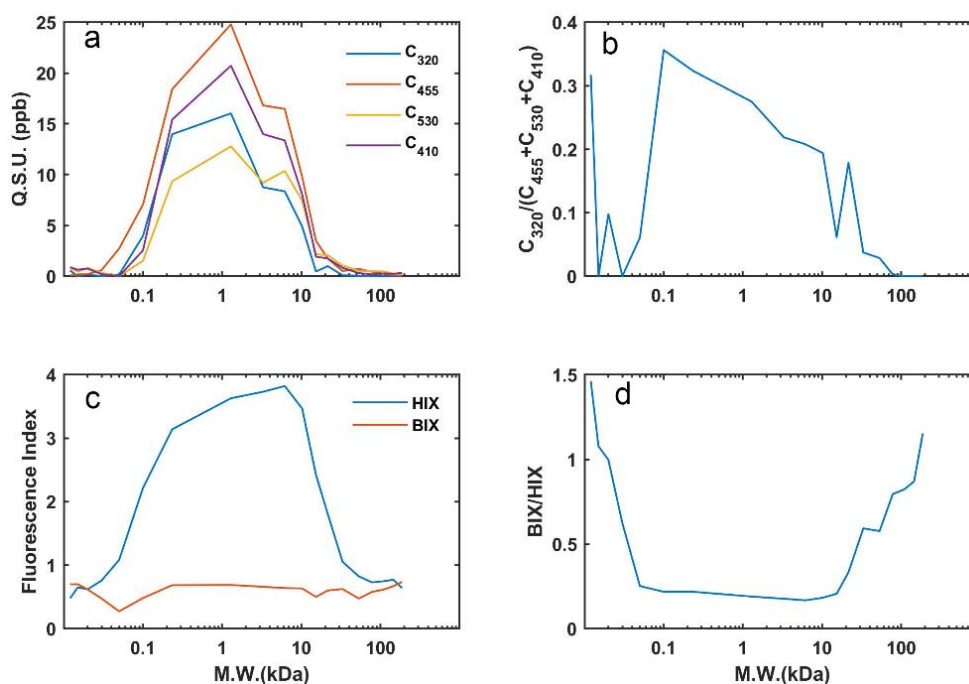 a
Q.S.U. (ppb)
25
20
15
10
5
0
0.1 1 10 100
C320
C455
C530
C410
b
C320/(C455+C530+C410)
0.4
0.3
0.2
0.1
0
0.1 1 10 100
c
Fluorescence Index
4
3
2
1
0
0.1 1 10 100
M.W.(kDa)
HIX
BIX
d
BIX/HIX
1.5
1
0.5
0
0.1 1 10 100
M.W.(kDa)